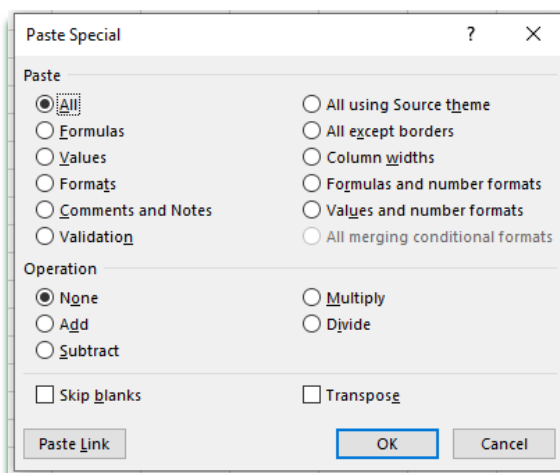 Paste Special ?
Paste
All
Formulas
Values
Formats
Comments and Notes
Validation
All using Source theme
All except borders
Column widths
Formulas and number formats
Values and number formats
All merging conditional formats
Operation
None
Add
Subtract
Multiply
Divide
Skip blanks
Transpose
Paste Link
OK
Cancel